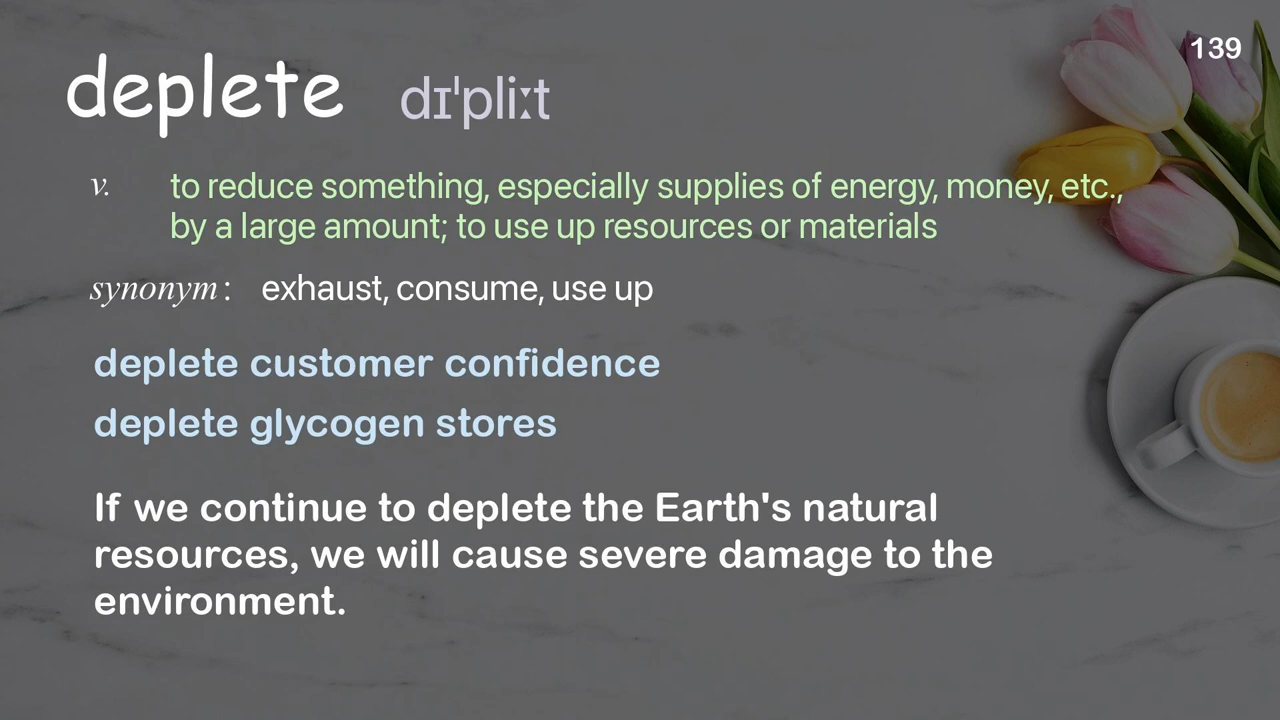 139
deplete dɪˈpliːt
v. to reduce something, especially supplies of energy, money, etc.,
by a large amount; to use up resources or materials
synonym: exhaust, consume, use up
deplete customer confidence
deplete glycogen stores
If we continue to deplete the Earth's natural
resources, we will cause severe damage to the
environment.